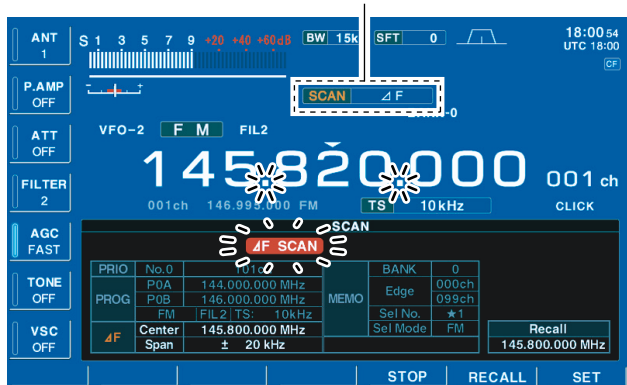 ANT
1
S 1 3 5 7 9 +20 +40 +60dB
BW 15k SFT 0
18:00 54
UTC 18:00
CF
P.AMP
OFF
SCAN ⊿F
VFO-2 FM FIL2
ATT
OFF
145.820.000
001 ch
FILTER
2
001ch 146.995.000 FM
TS 10kHz
CLICK
AGC
FAST
SCAN
⊿F SCAN
PRIO No.0
BANK 0
PROG P0A 144.000.000 MHz
P0B 146.000.000 MHz
FM FIL2 TS: 10kHz
MEMO Edge 000ch
099ch
Sel No. ★1
Sel Mode FM
TONE
OFF
⊿F Center 145.800.000 MHz
Span ± 20 kHz
Recall
145.800.000 MHz
VSC
OFF
STOP RECALL SET